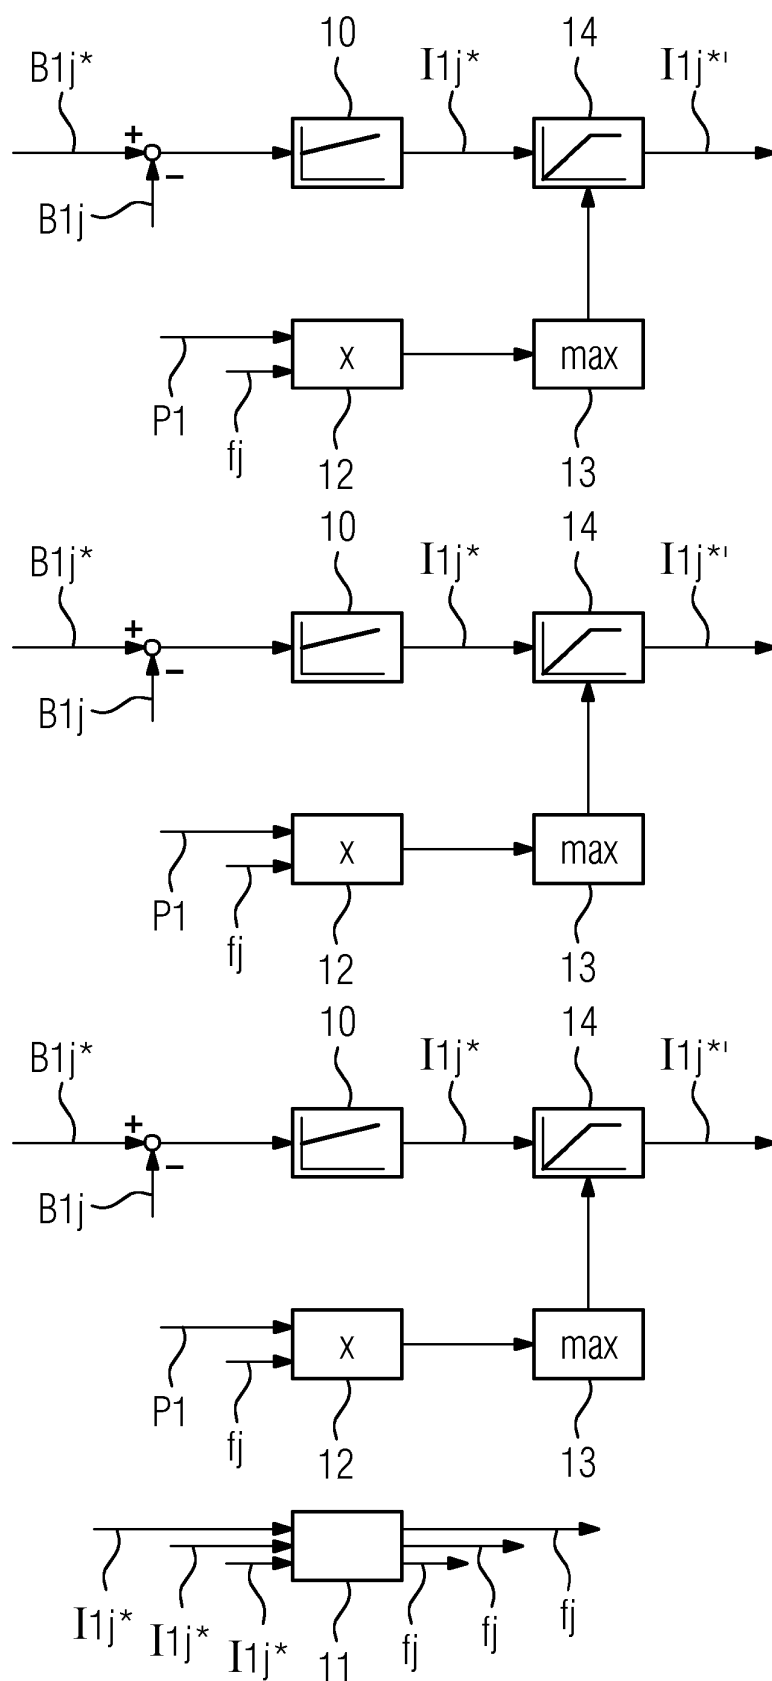 10 14
B1j* I1j* I1j*'
+
−
B1j
x max
P1
fj 12 13
10 14
B1j* I1j* I1j*'
+
−
B1j
x max
P1
fj 12 13
10 14
B1j* I1j* I1j*'
+
−
B1j
x max
P1
fj 12 13
I1j* I1j* I1j* 11 fj fj fj